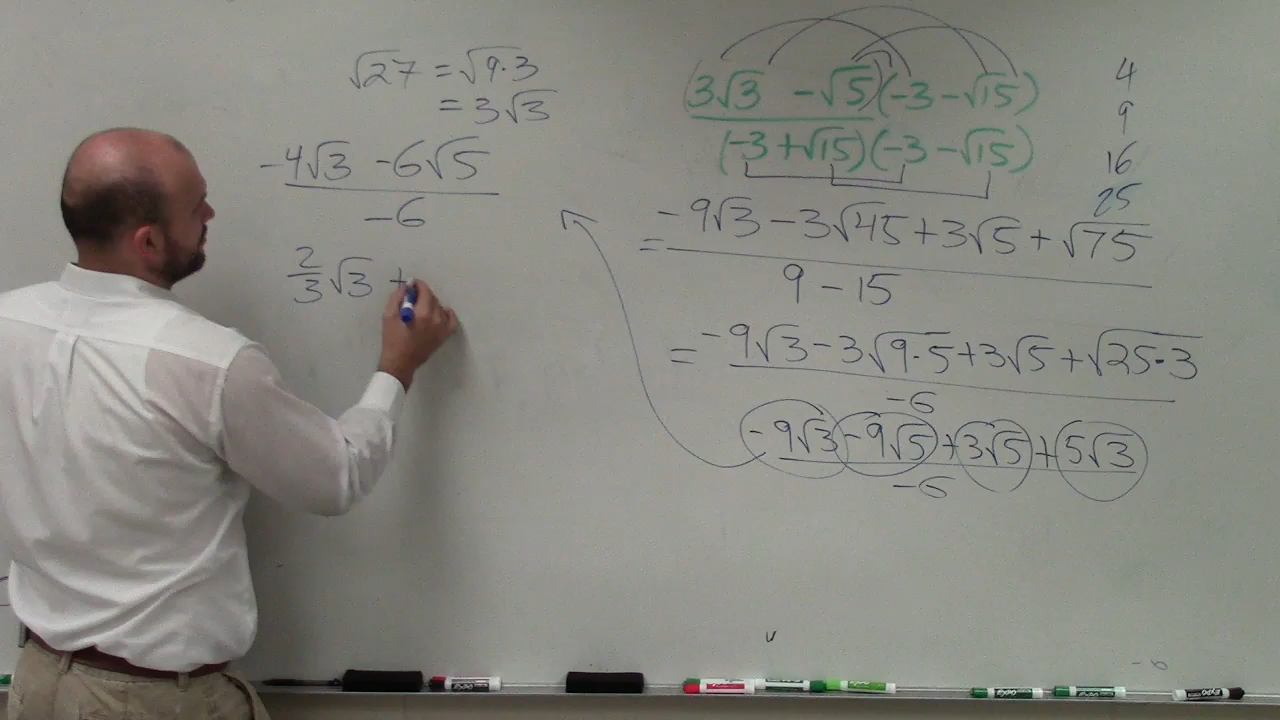 √27 = √9·3
= 3√3
-4√3 - 6√5
-6
2/3 √3 +
(3√3 - √5)(-3 - √15)
(-3 + √15)(-3 - √15)
4
9
16
25
= -9√3 - 3√45 + 3√5 + √75
9 - 15
= -9√3 - 3√9·5 + 3√5 + √25·3
-6
-9√3 - 9√5 + 3√5 + 5√3
-6